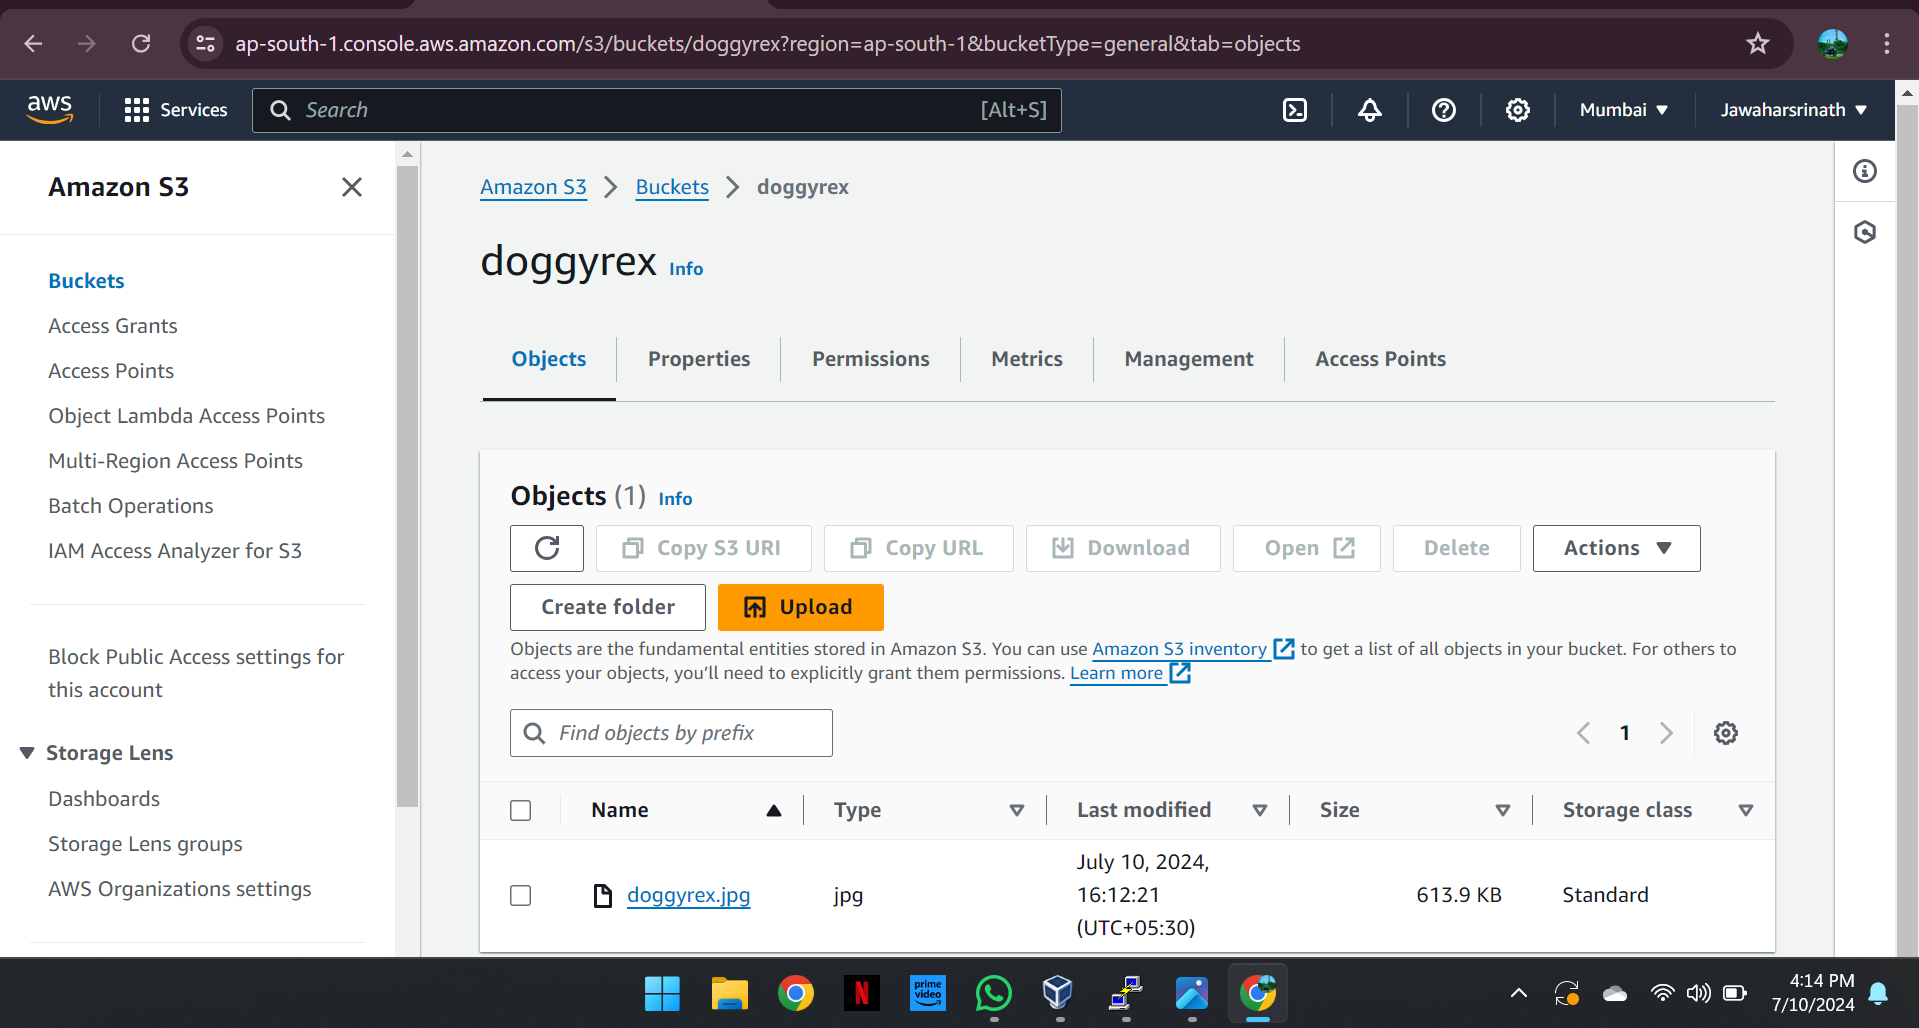 ap-south-1.console.aws.amazon.com/s3/buckets/doggyrex?region=ap-south-1&bucketType=general&tab=objects
aws
Services
Search
[Alt+S]
Mumbai
Jawaharsrinath
Amazon S3
Buckets
Access Grants
Access Points
Object Lambda Access Points
Multi-Region Access Points
Batch Operations
IAM Access Analyzer for S3
Block Public Access settings for
this account
Storage Lens
Dashboards
Storage Lens groups
AWS Organizations settings
Amazon S3
Buckets
doggyrex
doggyrex Info
Objects
Properties
Permissions
Metrics
Management
Access Points
Objects (1) Info
Copy S3 URI
Copy URL
Download
Open
Delete
Actions
Create folder
Upload
Objects are the fundamental entities stored in Amazon S3. You can use Amazon S3 inventory to get a list of all objects in your bucket. For others to
access your objects, you’ll need to explicitly grant them permissions. Learn more
Find objects by prefix
1
Name
Type
Last modified
Size
Storage class
doggyrex.jpg
jpg
July 10, 2024,
16:12:21
(UTC+05:30)
613.9 KB
Standard
N
prime
video
4:14 PM
7/10/2024